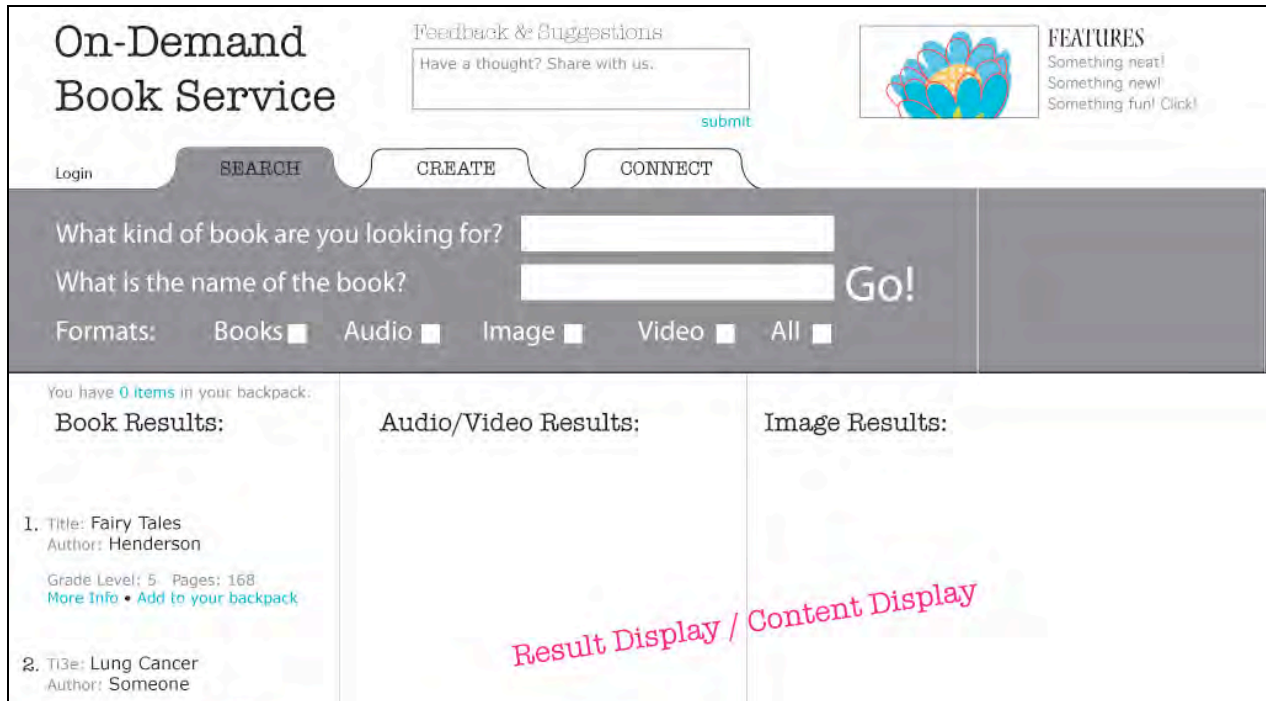 On-Demand
Book Service
Feedback & Suggestions
Have a thought? Share with us.
submit
FEATURES
Something neat!
Something new!
Something fun! Click!
Login
SEARCH
CREATE
CONNECT
What kind of book are you looking for?
What is the name of the book?
Go!
Formats: Books Audio Image Video All
You have 0 items in your backpack.
Book Results:
Audio/Video Results:
Image Results:
1. Title: Fairy Tales
Author: Henderson
Grade Level: 5 Pages: 168
More Info • Add to your backpack
Result Display / Content Display
2. Ti3e: Lung Cancer
Author: Someone